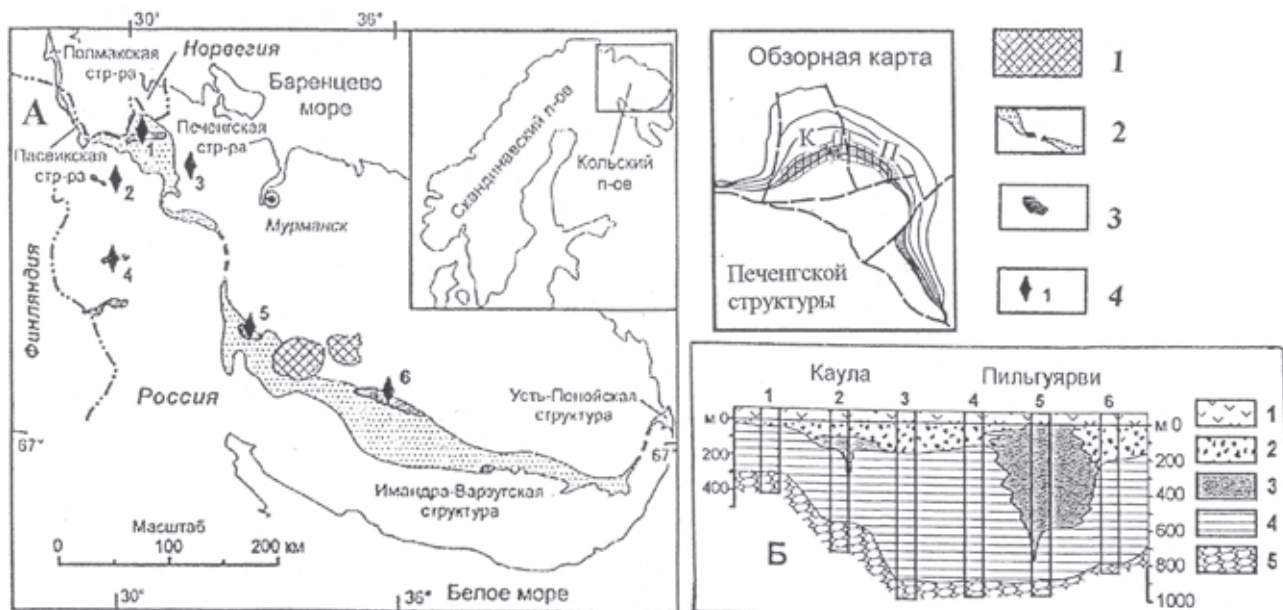 30°
36°
Полмакская
стр-ра
Норвегия
Баренцево
море
А
Печенгская
стр-ра
1
Пасвикская
стр-ра
2
3
Мурманск
Финляндия
4
5
6
Россия
67°
Усть-Понойская
структура
67°
Имандра-Варзугская
структура
Масштаб
0 100 200 км
30°
36°
Белое море
Скандинавский п-ов
Кольский
п-ов
Обзорная карта
К
П
Печенгской
структуры
1
2
3
1 4
Каула Пильгуярви
1 2 3 4 5 6
м 0
200
400
м 0
200
400
600
800
1000
Б
1
2
3
4
5